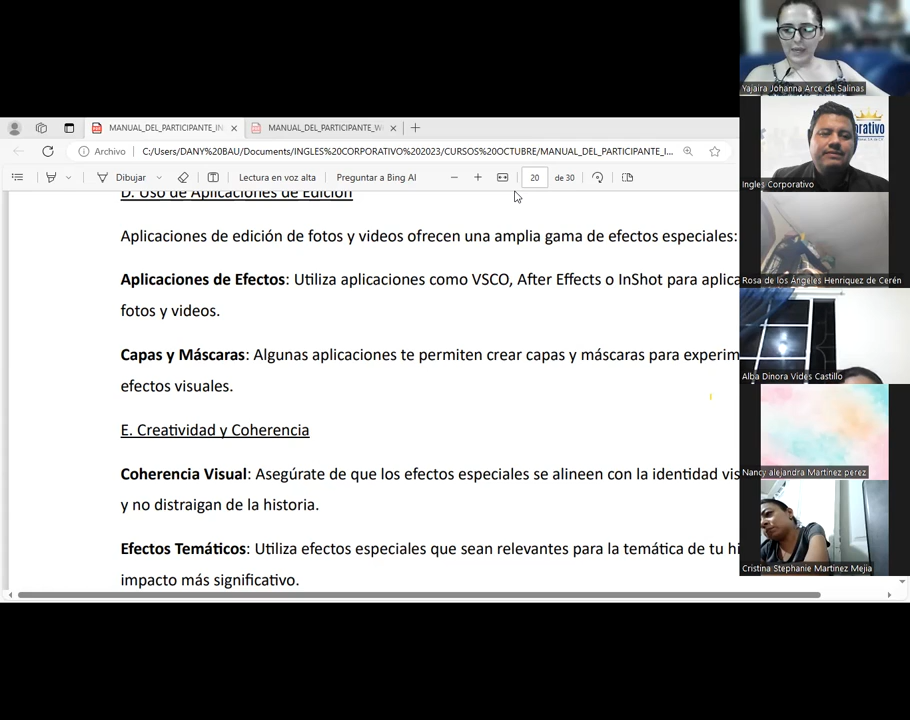 MANUAL_DEL_PARTICIPANTE_IN
MANUAL_DEL_PARTICIPANTE_W
Archivo
C:/Users/DANY%20BAU/Documents/INGLES%20CORPORATIVO%202023/CURSOS%20OCTUBRE/MANUAL_DEL_PARTICIPANTE_I...
Dibujar
Lectura en voz alta
Preguntar a Bing AI
20
de 30
D. Uso de Aplicaciones de Edición
Aplicaciones de edición de fotos y videos ofrecen una amplia gama de efectos especiales:
Aplicaciones de Efectos: Utiliza aplicaciones como VSCO, After Effects o InShot para aplica
fotos y videos.
Capas y Máscaras: Algunas aplicaciones te permiten crear capas y máscaras para experim
efectos visuales.
E. Creatividad y Coherencia
Coherencia Visual: Asegúrate de que los efectos especiales se alineen con la identidad vis
y no distraigan de la historia.
Efectos Temáticos: Utiliza efectos especiales que sean relevantes para la temática de tu hi
impacto más significativo.
Yajaira Johanna Arce de Salinas
orativo
Ingles Corporativo
Rosa de los Ángeles Henriquez de Cerén
Alba Dinora Vides Castillo
Nancy alejandra Martinez perez
Cristina Stephanie Martinez Mejia